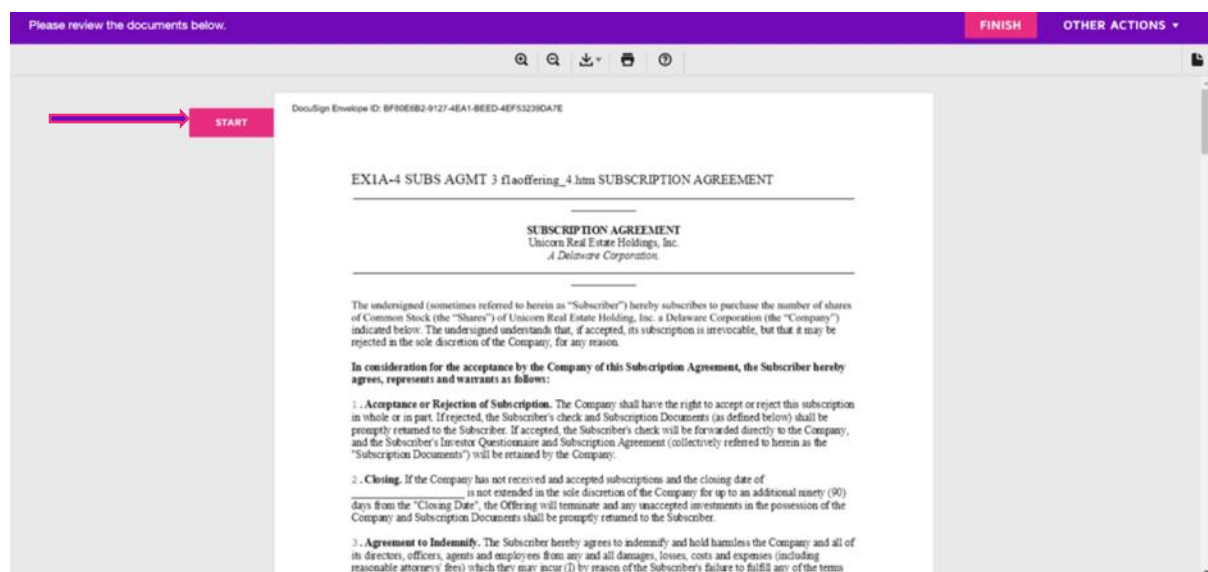 Please review the documents below.
FINISH
OTHER ACTIONS
START
DocuSign Envelope ID: BF80E6B2-9127-4EA1-BEED-4EF53239DA7E
EX1A-4 SUBS AGMT 3 f1aoffering_4.htm SUBSCRIPTION AGREEMENT
SUBSCRIPTION AGREEMENT
Unicorn Real Estate Holdings, Inc.
A Delaware Corporation.
The undersigned (sometimes referred to herein as “Subscriber”) hereby subscribes to purchase the number of shares
of Common Stock (the “Shares”) of Unicorn Real Estate Holding, Inc. a Delaware Corporation (the “Company”)
indicated below. The undersigned understands that, if accepted, its subscription is irrevocable, but that it may be
rejected in the sole discretion of the Company, for any reason.
In consideration for the acceptance by the Company of this Subscription Agreement, the Subscriber hereby
agrees, represents and warrants as follows:
1 . Acceptance or Rejection of Subscription. The Company shall have the right to accept or reject this subscription
in whole or in part. If rejected, the Subscriber's check and Subscription Documents (as defined below) shall be
promptly returned to the Subscriber. If accepted, the Subscriber's check will be forwarded directly to the Company,
and the Subscriber's Investor Questionnaire and Subscription Agreement (collectively referred to herein as the
"Subscription Documents") will be retained by the Company.
2 . Closing. If the Company has not received and accepted subscriptions and the closing date of
____________________ is not extended in the sole discretion of the Company for up to an additional ninety (90)
days from the "Closing Date", the Offering will terminate and any unaccepted investments in the possession of the
Company and Subscription Documents shall be promptly returned to the Subscriber.
3 . Agreement to Indemnify. The Subscriber hereby agrees to indemnify and hold harmless the Company and all of
its directors, officers, agents and employees from any and all damages, losses, costs and expenses (including
reasonable attorneys' fees) which they may incur (I) by reason of the Subscriber's failure to fulfill any of the terms